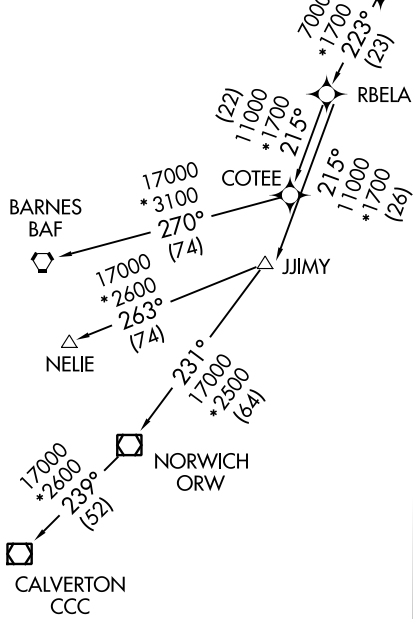 7000
*1700
223°
(23)
RBELA
(22)
11000
*1700
215°
215°
11000
*1700
(26)
COTEE
17000
*3100
270°
(74)
BARNES
BAF
JJIMY
17000
*2600
263°
(74)
NELIE
231°
17000
*2500
(64)
NORWICH
ORW
17000
*2600
239°
(52)
CALVERTON
CCC